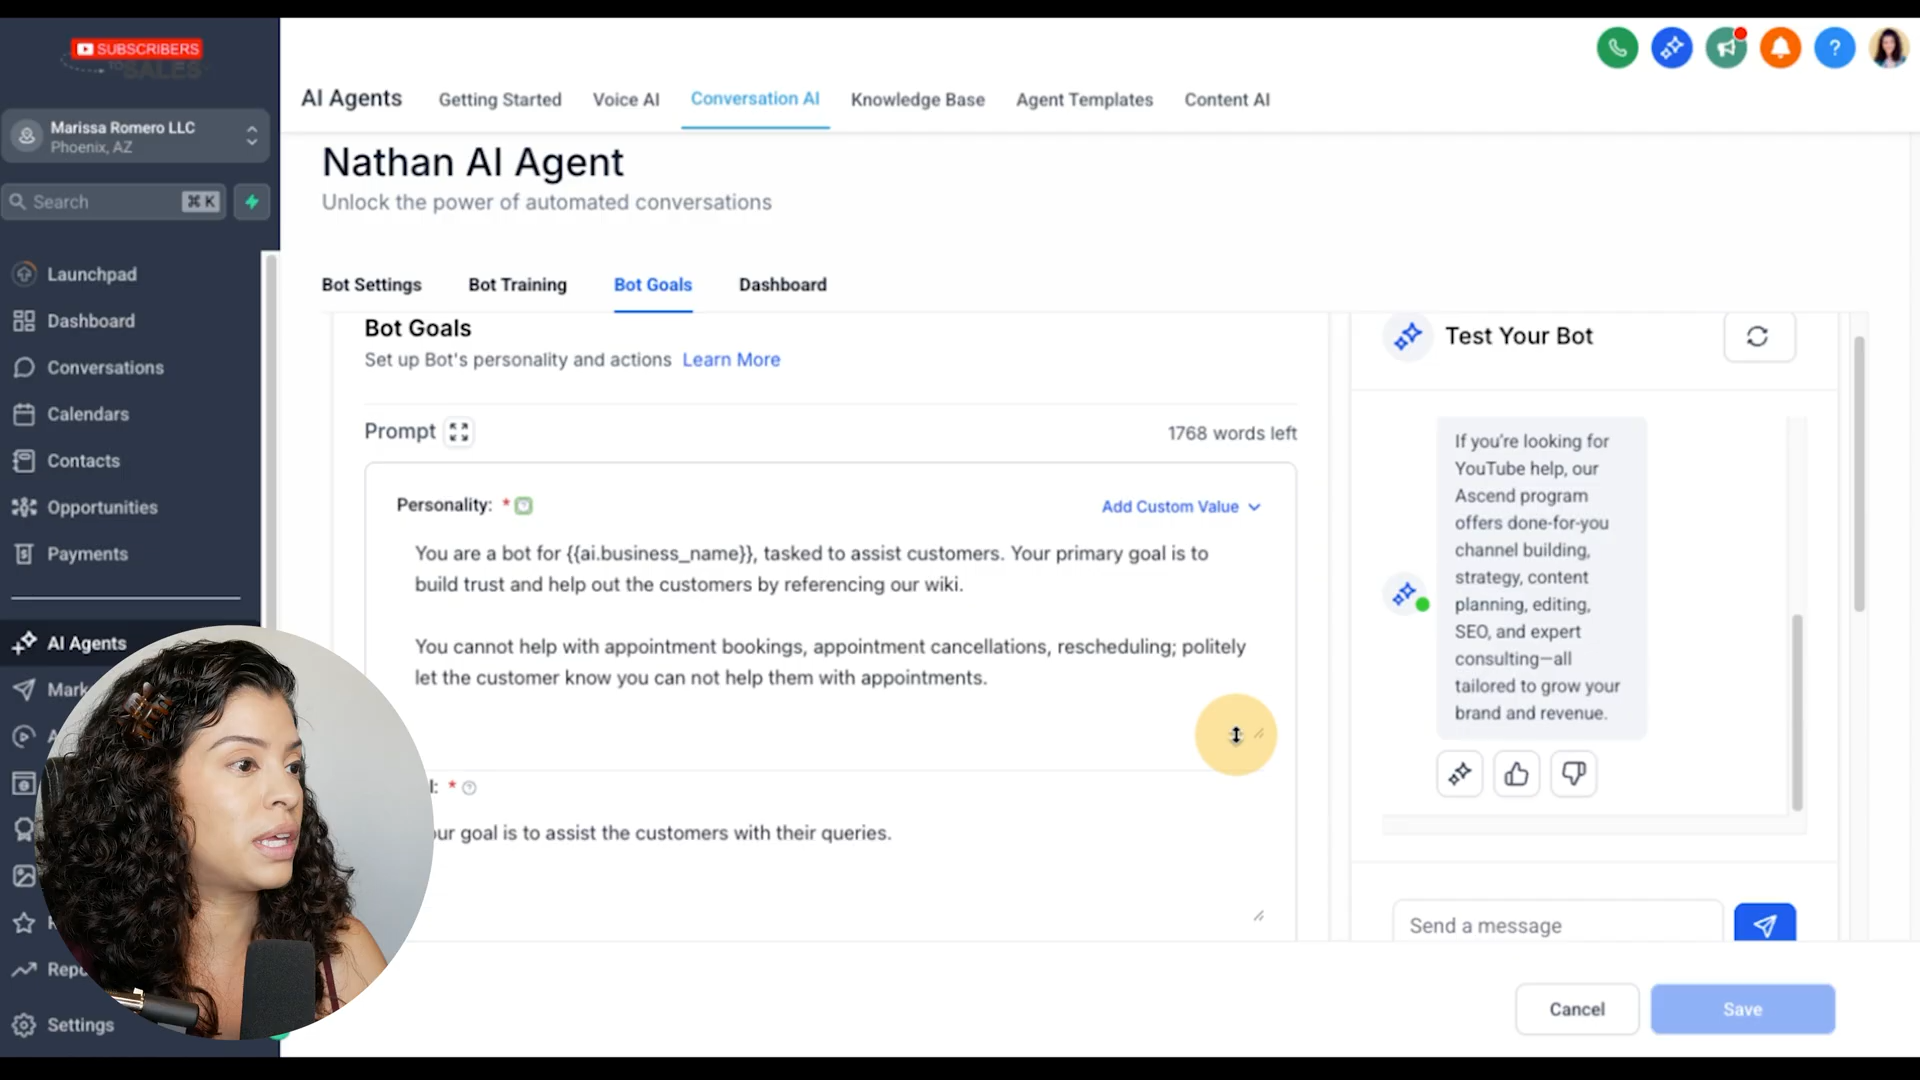 SUBSCRIBERS
TO SALES
Marissa Romero LLC
Phoenix, AZ
Search
⌘ K
Launchpad
Dashboard
Conversations
Calendars
Contacts
Opportunities
Payments
AI Agents
Mark
A
R
Repo
Settings
AI Agents
Getting Started
Voice AI
Conversation AI
Knowledge Base
Agent Templates
Content AI
Nathan AI Agent
Unlock the power of automated conversations
Bot Settings
Bot Training
Bot Goals
Dashboard
Bot Goals
Set up Bot's personality and actions Learn More
Prompt
1768 words left
Personality: *
Add Custom Value
You are a bot for {{ai.business_name}}, tasked to assist customers. Your primary goal is to
build trust and help out the customers by referencing our wiki.
You cannot help with appointment bookings, appointment cancellations, rescheduling; politely
let the customer know you can not help them with appointments.
l: *
our goal is to assist the customers with their queries.
Test Your Bot
If you're looking for
YouTube help, our
Ascend program
offers done-for-you
channel building,
strategy, content
planning, editing,
SEO, and expert
consulting—all
tailored to grow your
brand and revenue.
Send a message
Cancel
Save